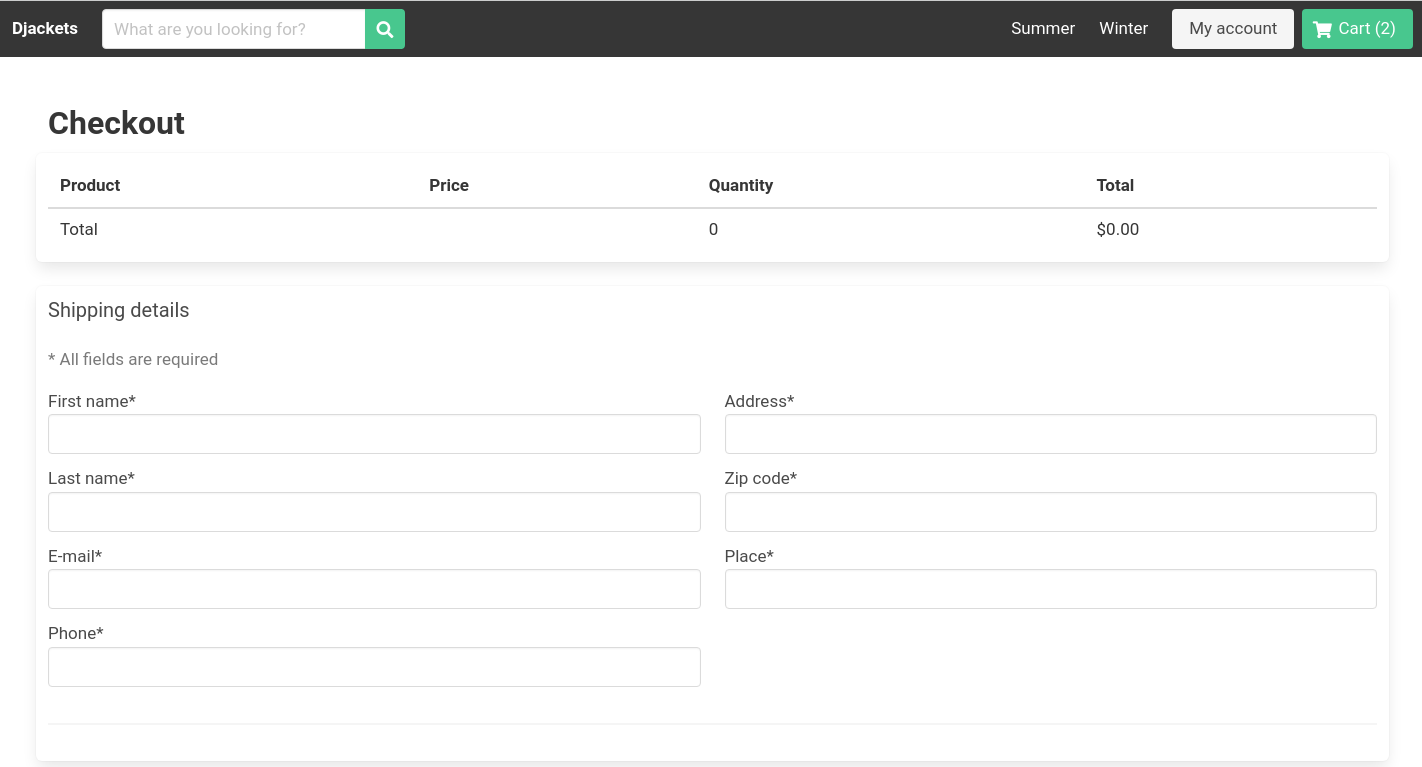 Djackets What are you looking for? Summer Winter My account Cart (2)
Checkout
Product Price Quantity Total
Total 0 $0.00
Shipping details
* All fields are required
First name* Address*
Last name* Zip code*
E-mail* Place*
Phone*